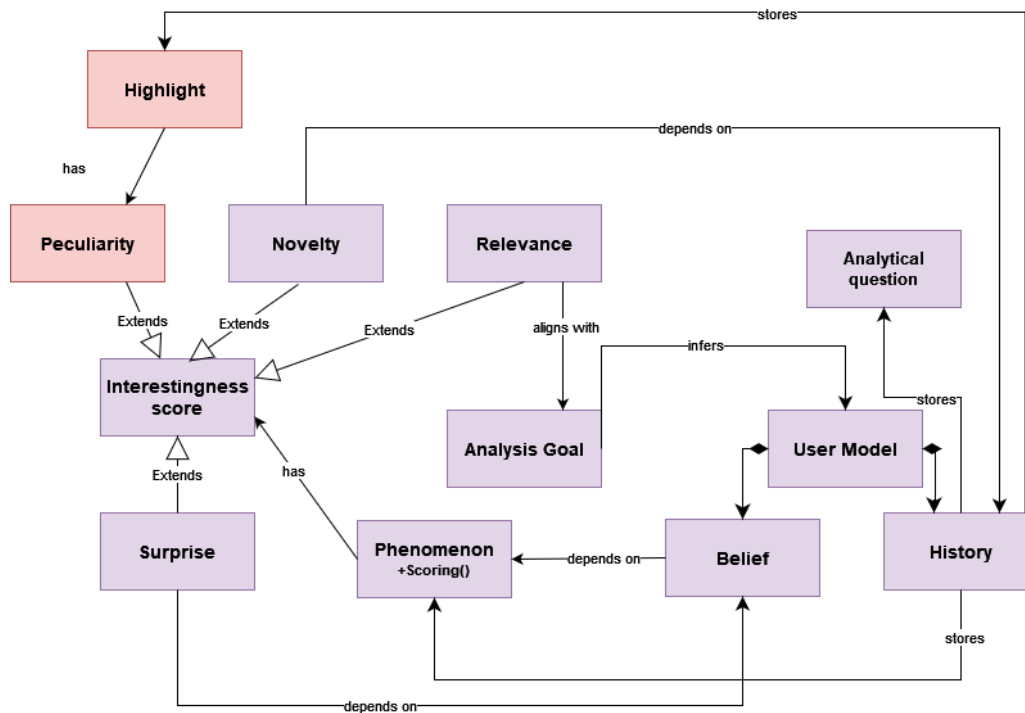 stores
Highlight
depends on
has
Peculiarity
Novelty
Relevance
Analytical
question
Extends
Extends
Extends
aligns with
infers
Interestingness
score
stores
Analysis Goal
User Model
Extends
has
Surprise
Phenomenon
+Scoring()
depends on
Belief
History
stores
depends on